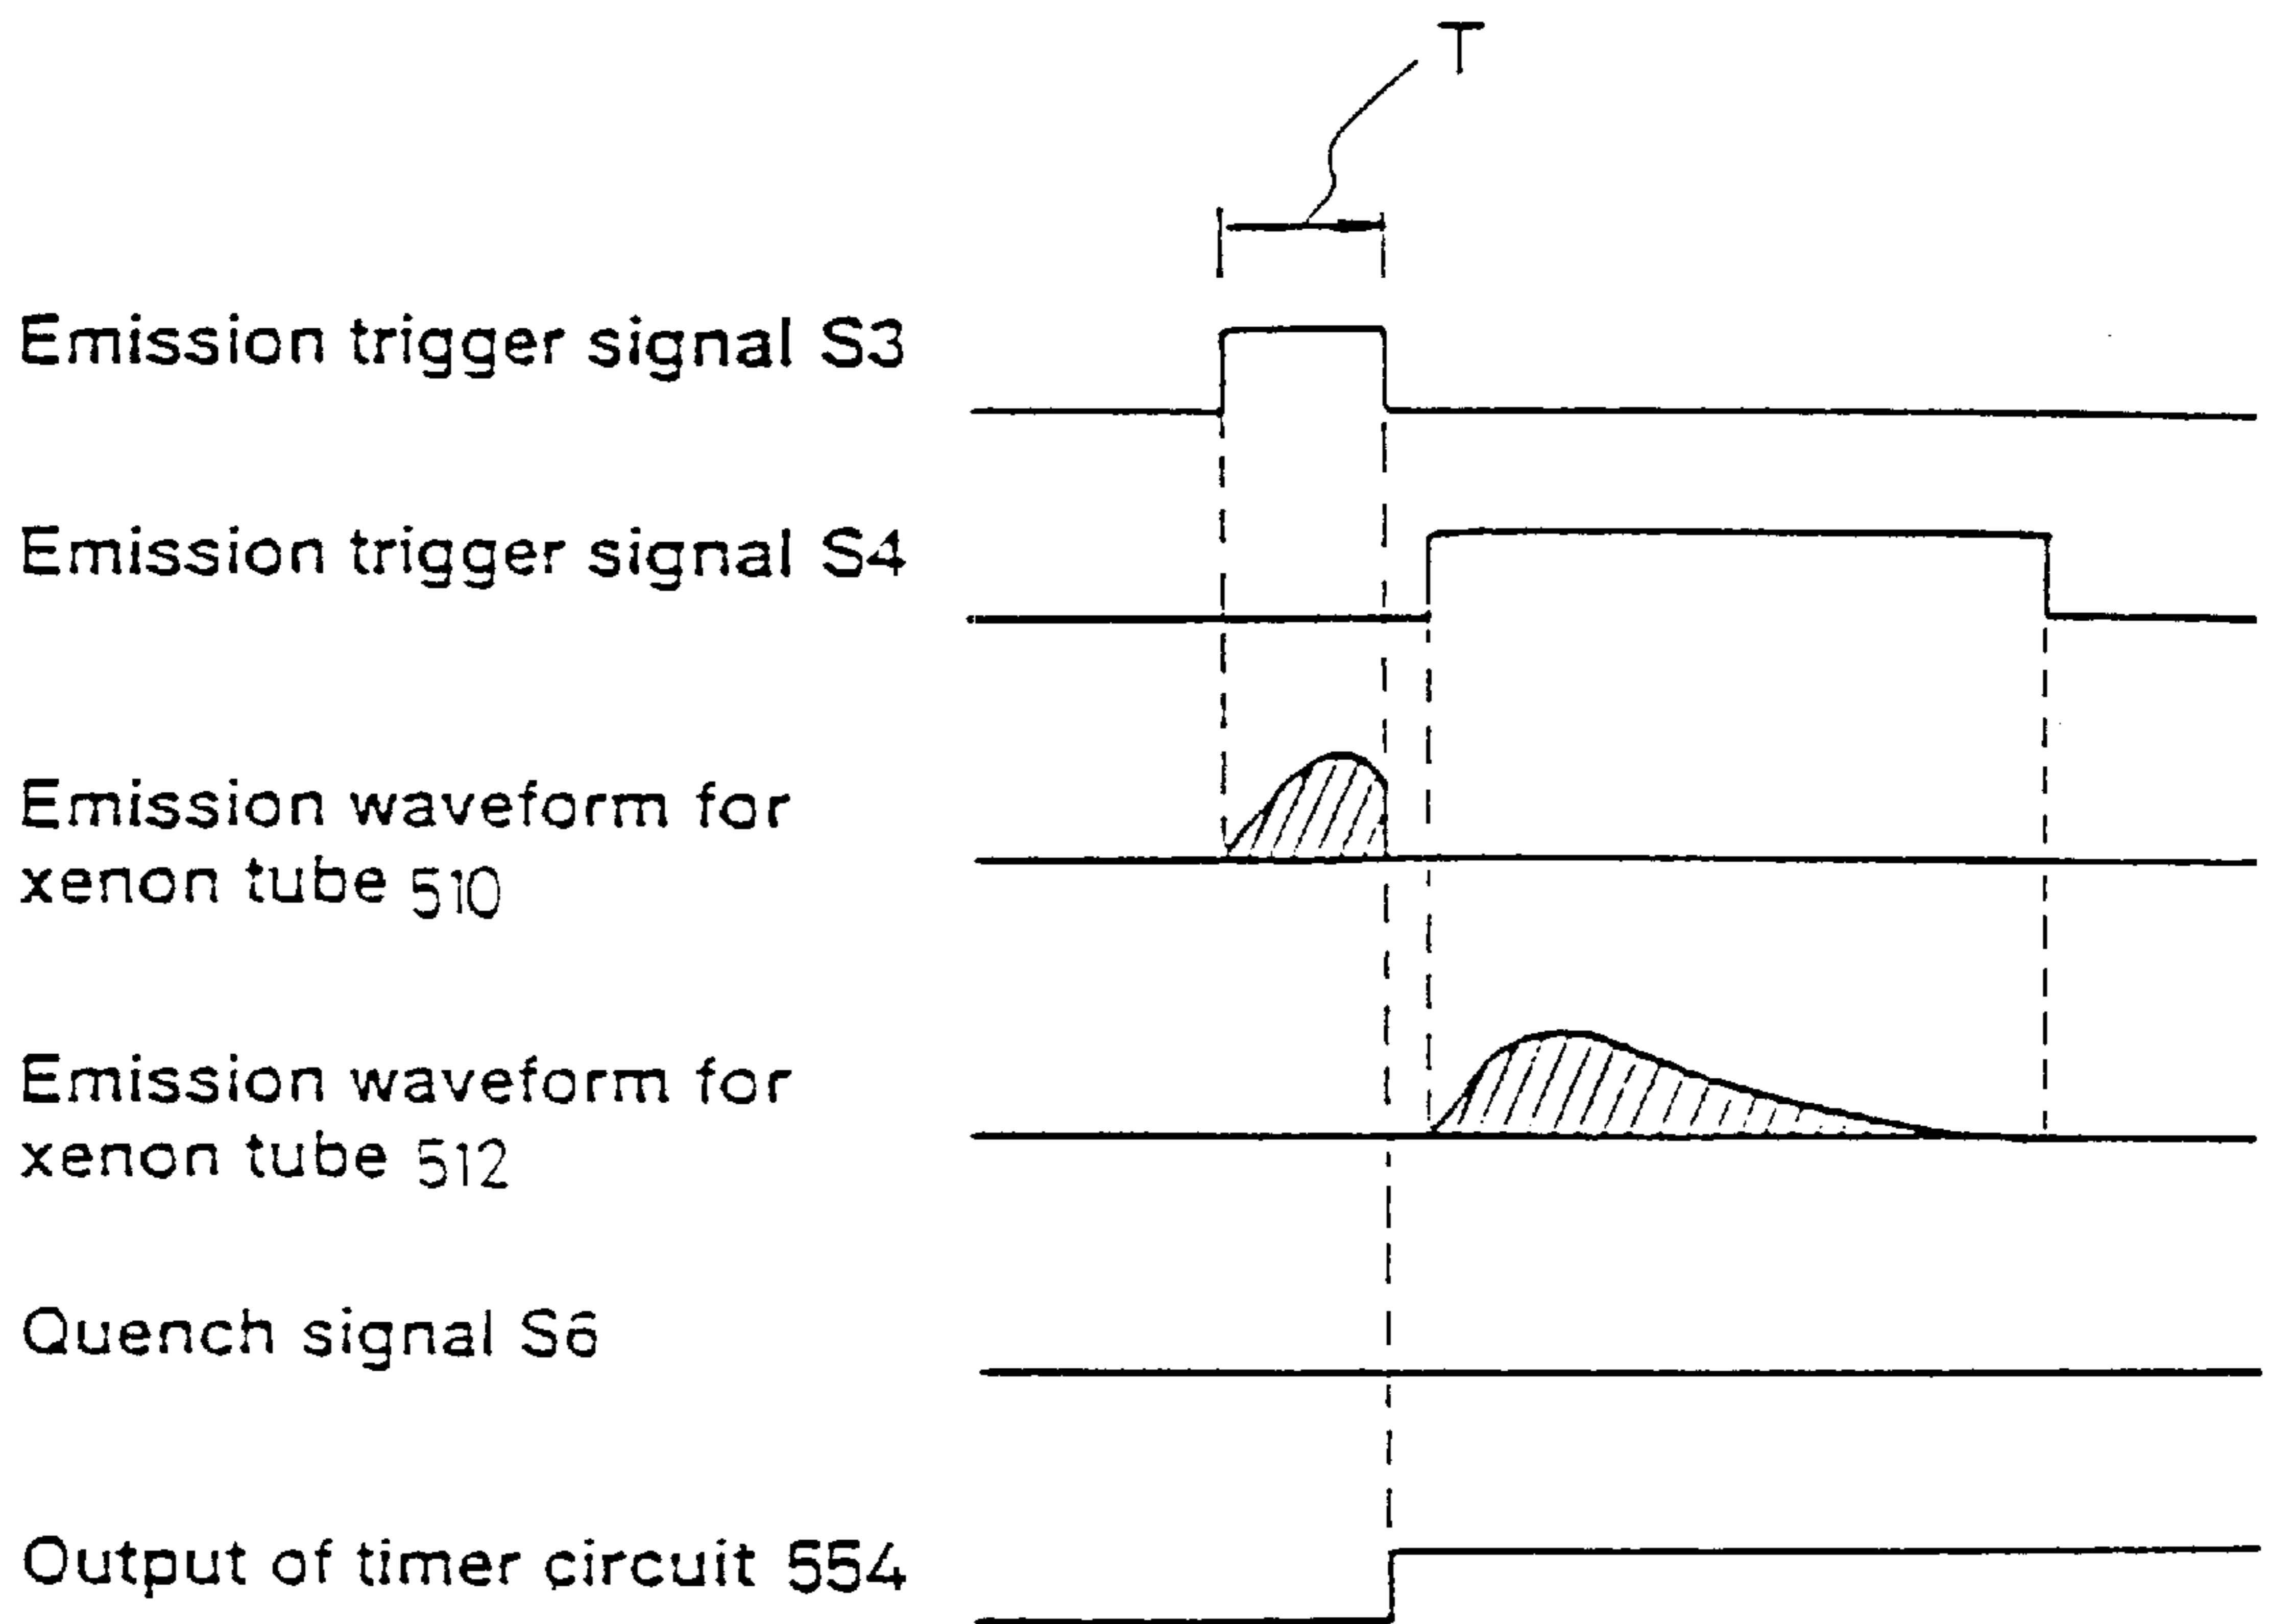 T
Emission trigger signal S3
Emission trigger signal S4
Emission waveform for
xenon tube 510
Emission waveform for
xenon tube 512
Quench signal S6
Output of timer circuit 554